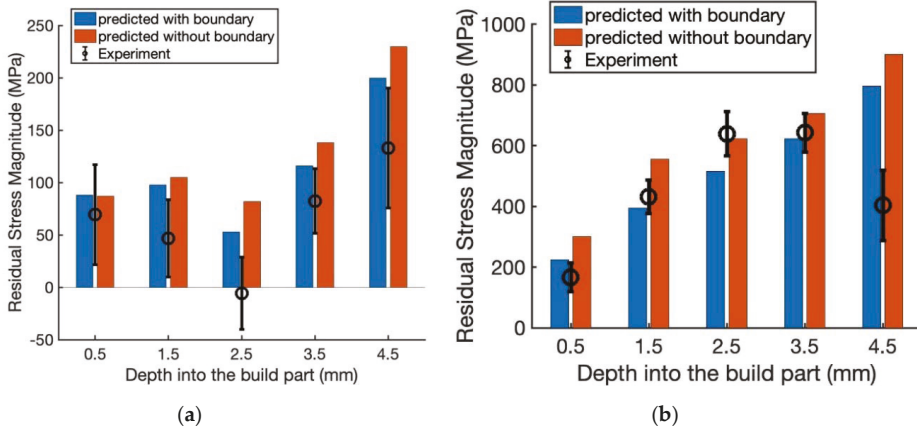 predicted with boundary
predicted without boundary
Experiment
Residual Stress Magnitude (MPa)
250
200
150
100
50
0
-50
0.5 1.5 2.5 3.5 4.5
Depth into the build part (mm)
(a)
predicted with boundary
predicted without boundary
Experiment
Residual Stress Magnitude (MPa)
1000
800
600
400
200
0
0.5 1.5 2.5 3.5 4.5
Depth into the build part (mm)
(b)